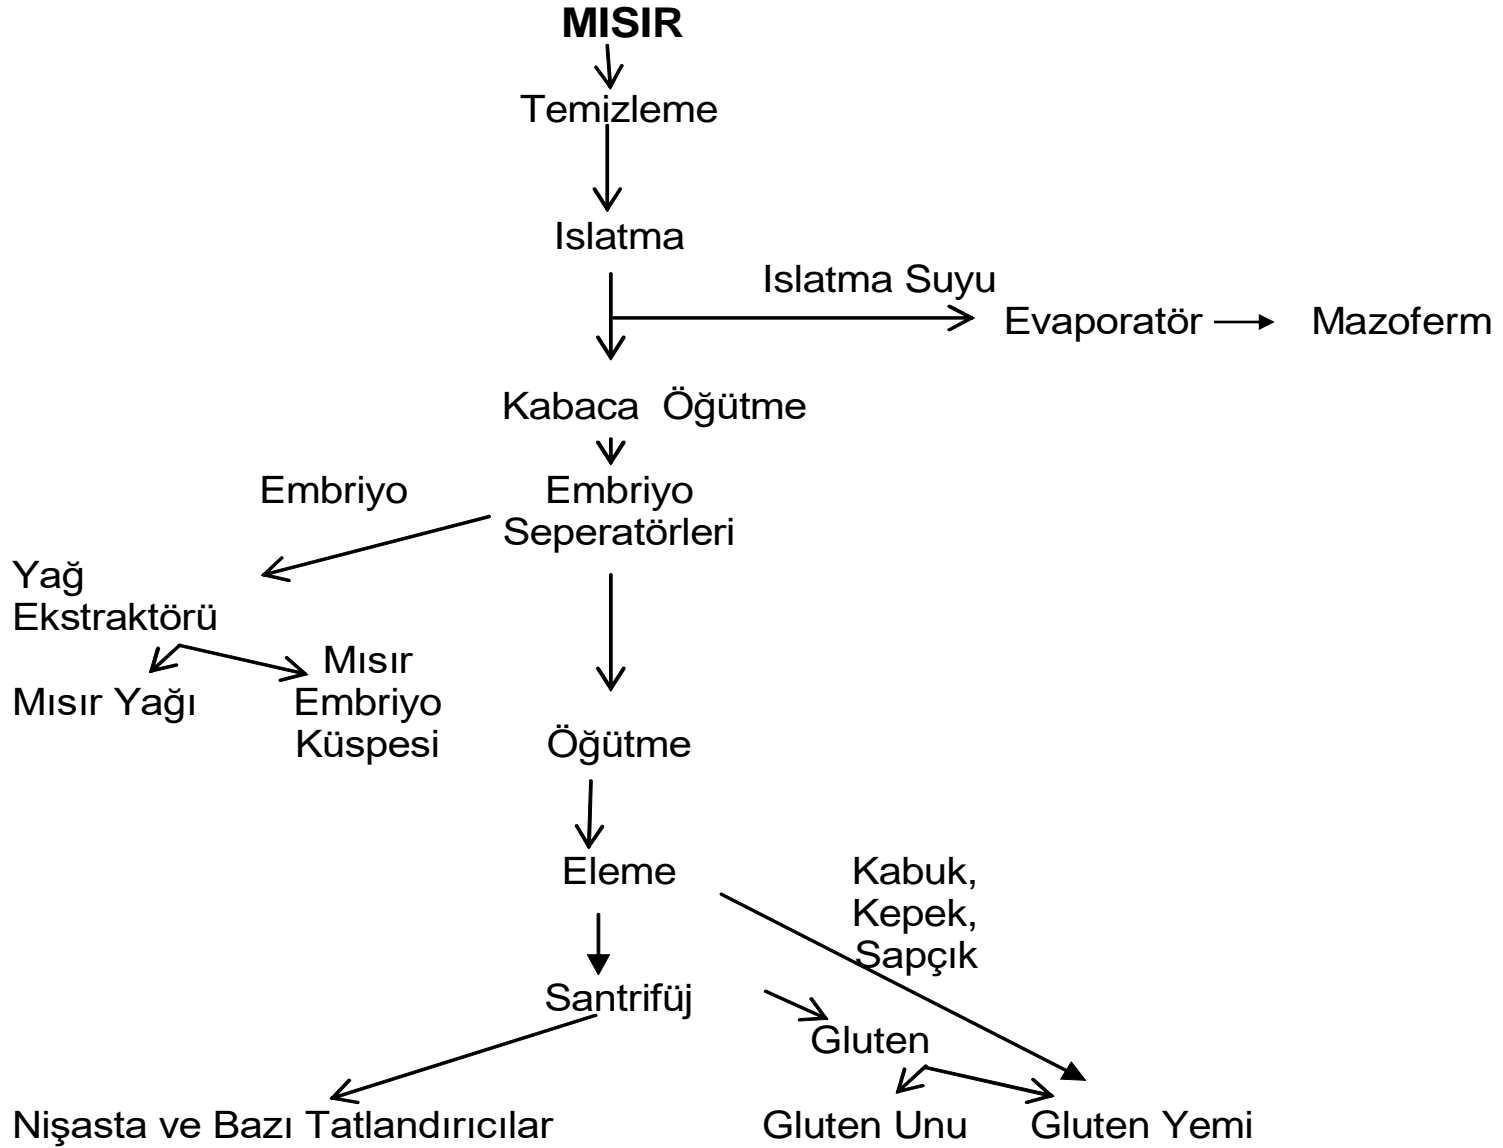 MISIR
Temizleme
Islatma
Islatma Suyu
Evaporatör
Mazoferm
Kabaca Öğütme
Embriyo
Embriyo
Seperatörleri
Yağ
Ekstraktörü
Mısır Yağı
Mısır
Embriyo
Küspesi
Öğütme
Eleme
Kabuk,
Kepek,
Sapçık
Santrifüj
Gluten
Nişasta ve Bazı Tatlandırıcılar
Gluten Unu
Gluten Yemi